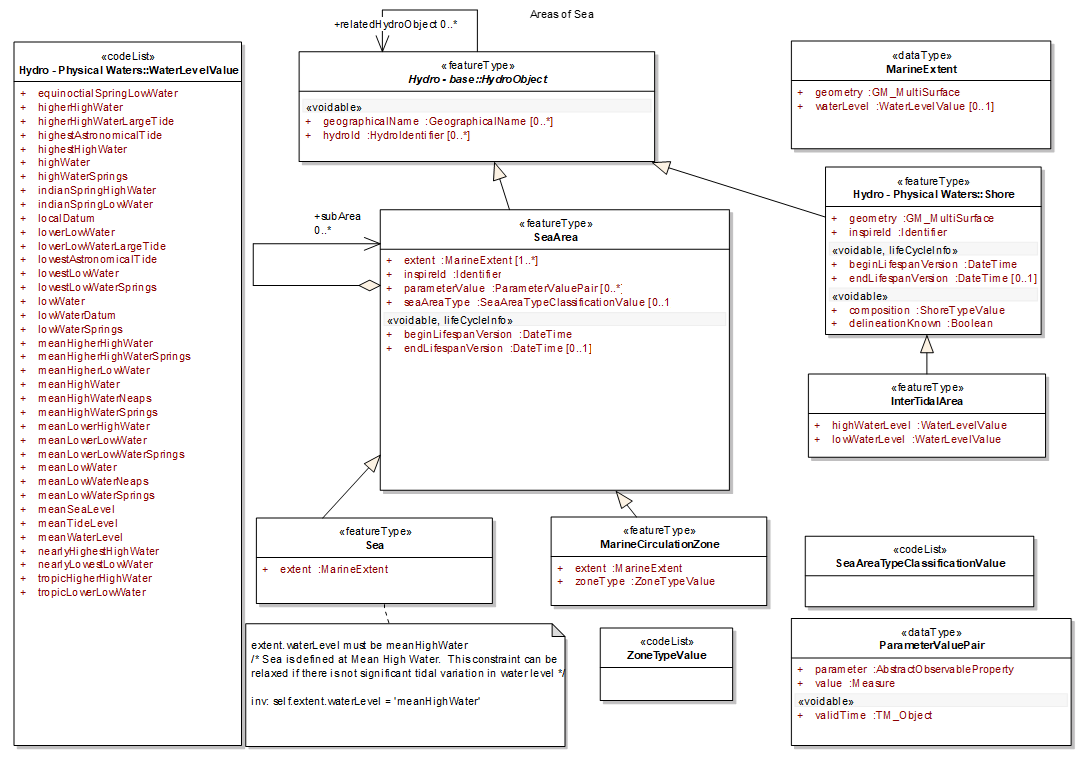 Areas of Sea
+relatedHydroObject 0..*
«codeList»
Hydro - Physical Waters::WaterLevelValue
+ equinoctialSpringLowWater
+ higherHighWater
+ higherHighWaterLargeTide
+ highestAstronomicalTide
+ highestHighWater
+ highWater
+ highWaterSprings
+ indianSpringHighWater
+ indianSpringLowWater
+ localDatum
+ lowerLowWater
+ lowerLowWaterLargeTide
+ lowestAstronomicalTide
+ lowestLowWater
+ lowestLowWaterSprings
+ lowWater
+ lowWaterDatum
+ lowWaterSprings
+ meanHigherHighWater
+ meanHigherHighWaterSprings
+ meanHigherLowWater
+ meanHighWater
+ meanHighWaterNeaps
+ meanHighWaterSprings
+ meanLowerHighWater
+ meanLowerLowWater
+ meanLowerLowWaterSprings
+ meanLowWater
+ meanLowWaterNeaps
+ meanLowWaterSprings
+ meanSeaLevel
+ meanTideLevel
+ meanWaterLevel
+ nearlyHighestHighWater
+ nearlyLowestLowWater
+ tropicHigherHighWater
+ tropicLowerLowWater
«featureType»
Hydro - base::HydroObject
«voidable»
+ geographicalName :GeographicalName [0..*]
+ hydroId :HydroIdentifier [0..*]
«dataType»
MarineExtent
+ geometry :GM_MultiSurface
+ waterLevel :WaterLevelValue [0..1]
«featureType»
Hydro - Physical Waters::Shore
+ geometry :GM_MultiSurface
+ inspireId :Identifier
«voidable, lifeCycleInfo»
+ beginLifespanVersion :DateTime
+ endLifespanVersion :DateTime [0..1]
«voidable»
+ composition :ShoreTypeValue
+ delineationKnown :Boolean
+subArea
0..*
«featureType»
SeaArea
+ extent :MarineExtent [1..*]
+ inspireId :Identifier
+ parameterValue :ParameterValuePair [0..*
+ seaAreaType :SeaAreaTypeClassificationValue [0..1
«voidable, lifeCycleInfo»
+ beginLifespanVersion :DateTime
+ endLifespanVersion :DateTime [0..1]
«featureType»
InterTidalArea
+ highWaterLevel :WaterLevelValue
+ lowWaterLevel :WaterLevelValue
«featureType»
Sea
+ extent :MarineExtent
«featureType»
MarineCirculationZone
+ extent :MarineExtent
+ zoneType :ZoneTypeValue
«codeList»
SeaAreaTypeClassificationValue
extent.waterLevel must be meanHighWater
/* Sea is defined at Mean High Water. This constraint can be
relaxed if there is not significant tidal variation in water level */
inv: self.extent.waterLevel = 'meanHighWater'
«codeList»
ZoneTypeValue
«dataType»
ParameterValuePair
+ parameter :AbstractObservableProperty
+ value :Measure
«voidable»
+ validTime :TM_Object